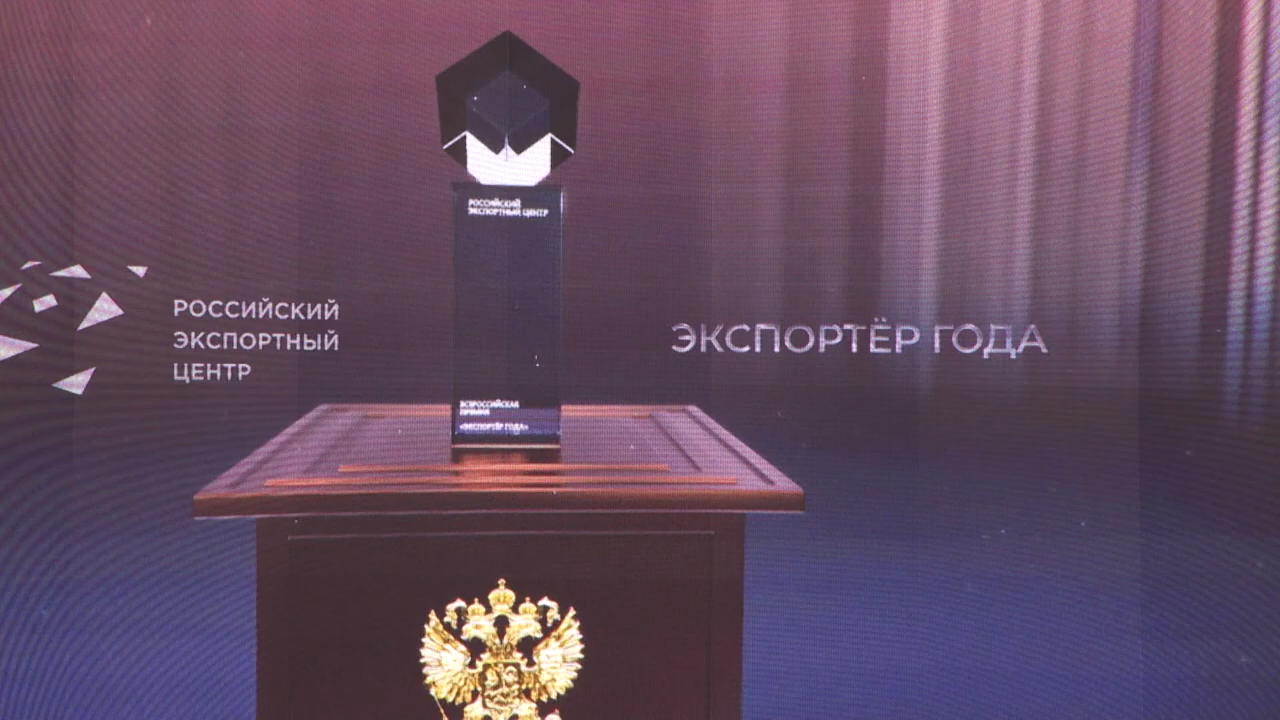 РОССИЙСКИЙ
ЭКСПОРТНЫЙ ЦЕНТР
РОССИЙСКИЙ
ЭКСПОРТНЫЙ
ЦЕНТР
ЭКСПОРТЁР ГОДА
ВСЕРОССИЙСКАЯ
ПРЕМИЯ
«ЭКСПОРТЁР ГОДА»